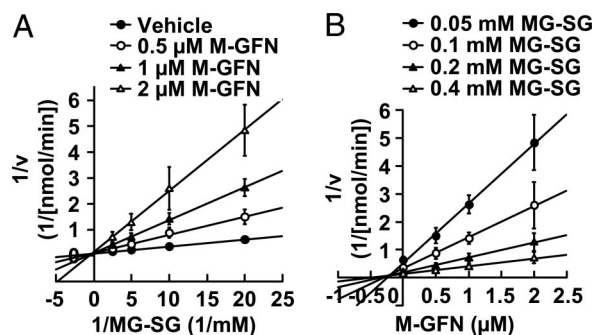 A
Vehicle
0.5 μM M-GFN
1 μM M-GFN
2 μM M-GFN
1/v
(1/[nmol/min])
6
5
4
3
2
1
0
-5 0 5 10 15 20 25
1/MG-SG (1/mM)
B
0.05 mM MG-SG
0.1 mM MG-SG
0.2 mM MG-SG
0.4 mM MG-SG
1/v
(1/[nmol/min])
6
5
4
3
2
1
0
-1 0 0.5 1.0 1.5 2.0 2.5
M-GFN (μM)